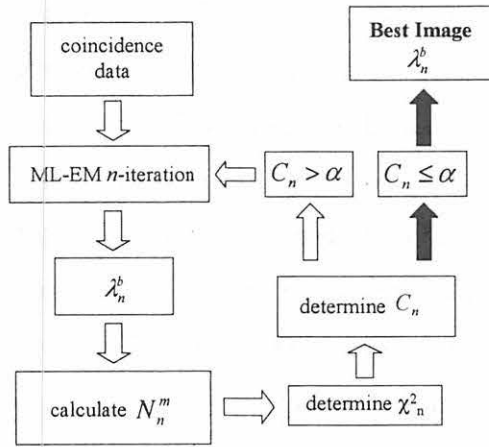 coincidence
data
ML-EM n-iteration
λ_n^b
calculate N_n^m
determine χ²_n
determine C_n
C_n > α
C_n ≤ α
Best Image
λ_n^b